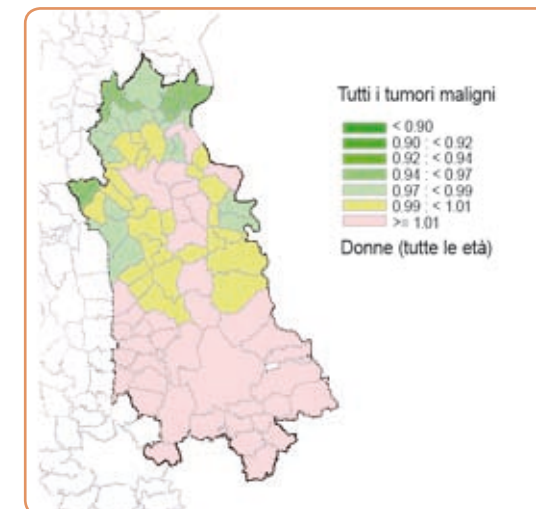 Tutti i tumori maligni
< 0.90
0.90 : < 0.92
0.92 : < 0.94
0.94 : < 0.97
0.97 : < 0.99
0.99 : < 1.01
>= 1.01
Donne (tutte le età)